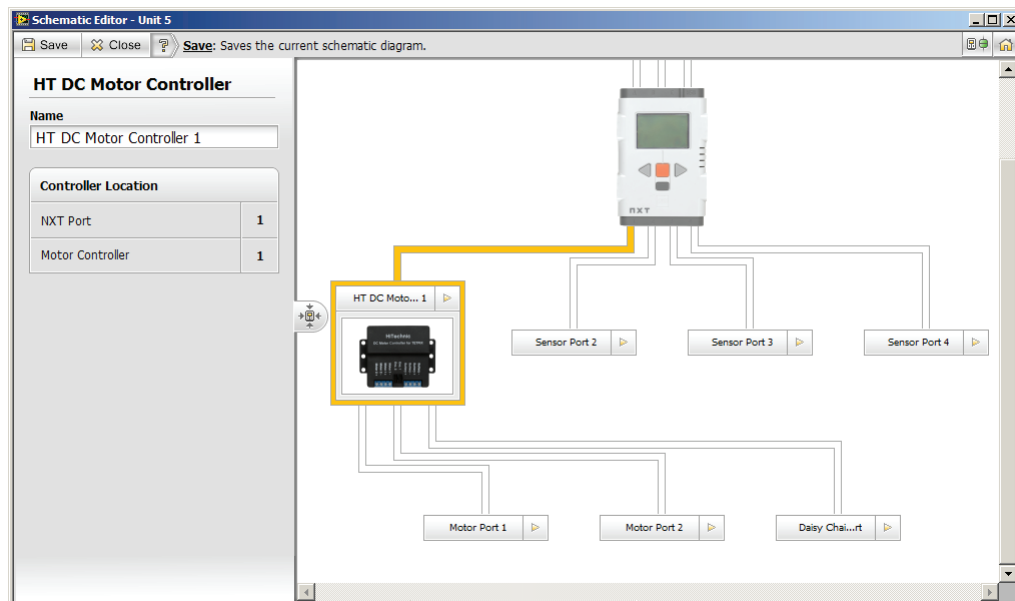 Schematic Editor - Unit 5
Save Close ? Save: Saves the current schematic diagram.
HT DC Motor Controller
Name
HT DC Motor Controller 1
Controller Location
NXT Port 1
Motor Controller 1
nXT
HT DC Moto... 1
HiTechnic
Sensor Port 2
Sensor Port 3
Sensor Port 4
Motor Port 1
Motor Port 2
Daisy Chai...rt